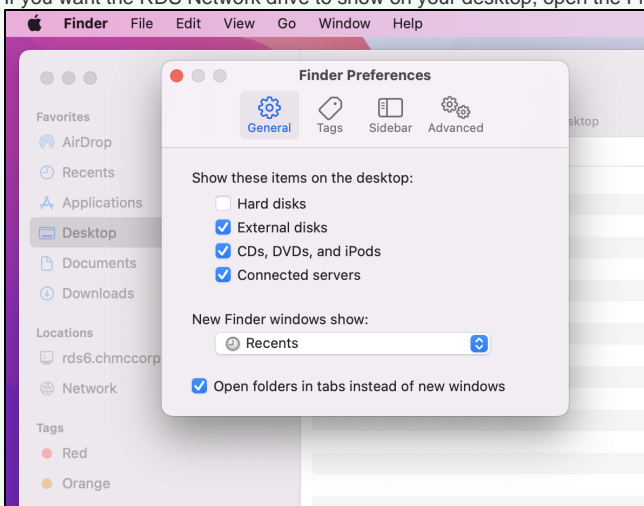 If you want the RDS Network drive to show on your desktop, open the
Finder File Edit View Go Window Help
Finder Preferences
General Tags Sidebar Advanced
Favorites
AirDrop
Recents
Applications
Desktop
Documents
Downloads
Locations
rds6.chmccorp
Network
Tags
Red
Orange
sktop
Show these items on the desktop:
Hard disks
External disks
CDs, DVDs, and iPods
Connected servers
New Finder windows show:
Recents
Open folders in tabs instead of new windows